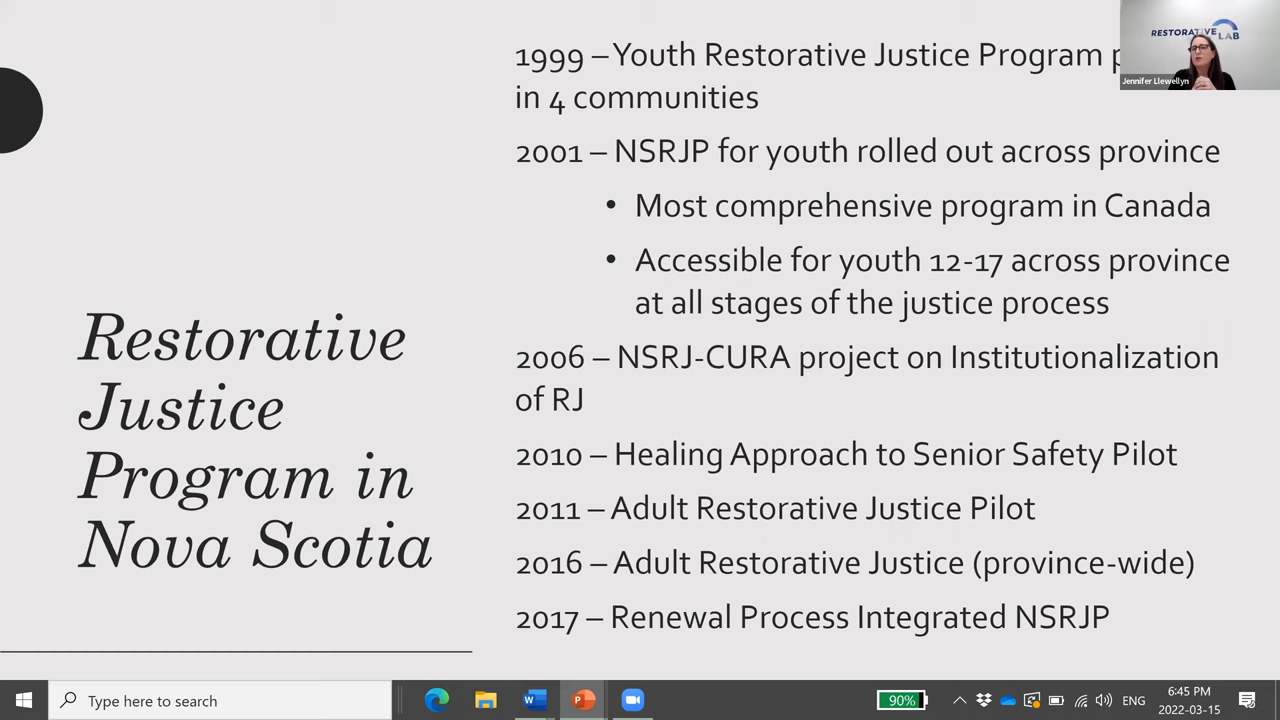 1999 – Youth Restorative Justice Program
in 4 communities
2001 – NSRJP for youth rolled out across province
• Most comprehensive program in Canada
• Accessible for youth 12-17 across province
at all stages of the justice process
2006 – NSRJ-CURA project on Institutionalization
of RJ
2010 – Healing Approach to Senior Safety Pilot
2011 – Adult Restorative Justice Pilot
2016 – Adult Restorative Justice (province-wide)
2017 – Renewal Process Integrated NSRJP
Restorative
Justice
Program in
Nova Scotia
RESTORATIVE
LAB
Jennifer Llewellyn
Type here to search
90%
ENG
6:45 PM
2022-03-15